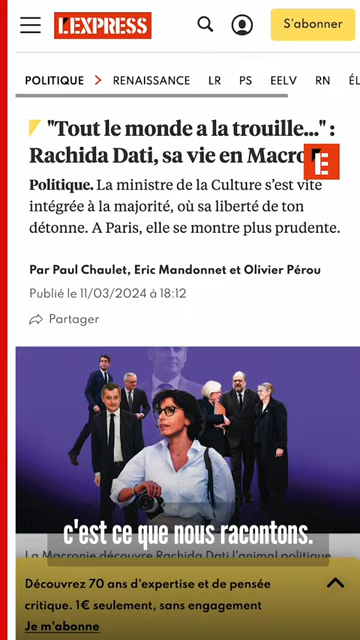 L'EXPRESS
S'abonner
POLITIQUE > RENAISSANCE LR PS EELV RN
"Tout le monde a la trouille..." :
Rachida Dati, sa vie en Macro
E
Politique. La ministre de la Culture s'est vite
intégrée à la majorité, où sa liberté de ton
détonne. A Paris, elle se montre plus prudente.
Par Paul Chaulet, Eric Mandonnet et Olivier Pérou
Publié le 11/03/2024 à 18:12
Partager
c'est ce que nous racontons.
La Macronie découvre Rachida Dati l'animal politique
Découvrez 70 ans d'expertise et de pensée
critique. 1€ seulement, sans engagement
Je m'abonne